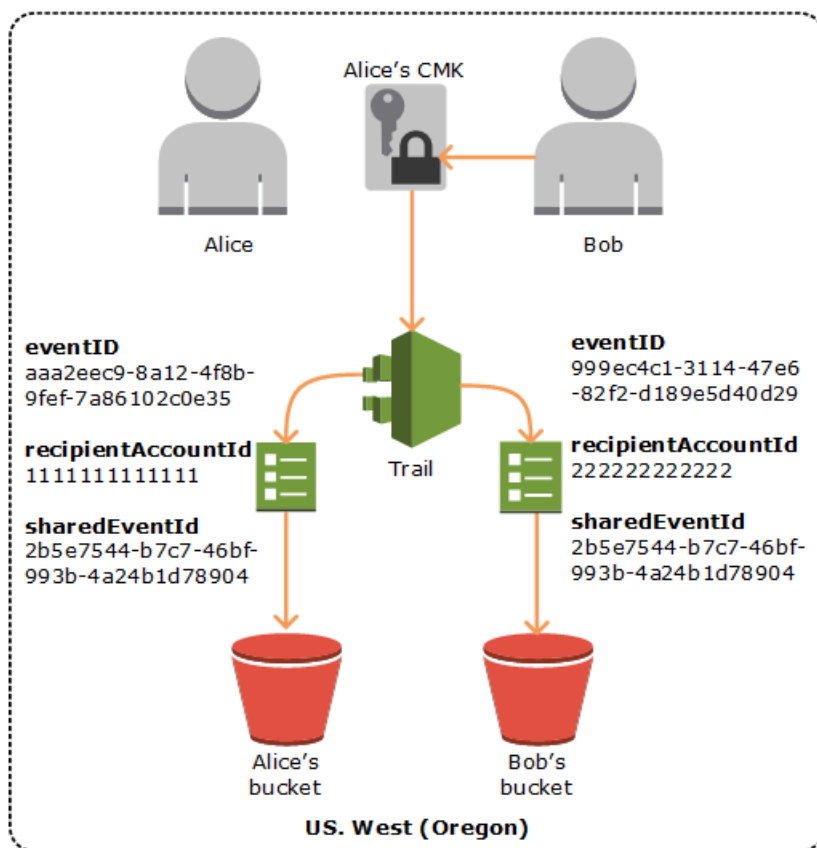 Alice's CMK
Alice
Bob
eventID
aaa2eec9-8a12-4f8b-
9fef-7a86102c0e35
recipientAccountId
1111111111111
sharedEventId
2b5e7544-b7c7-46bf-
993b-4a24b1d78904
Trail
eventID
999ec4c1-3114-47e6
-82f2-d189e5d40d29
recipientAccountId
222222222222
sharedEventId
2b5e7544-b7c7-46bf-
993b-4a24b1d78904
Alice's
bucket
Bob's
bucket
US. West (Oregon)